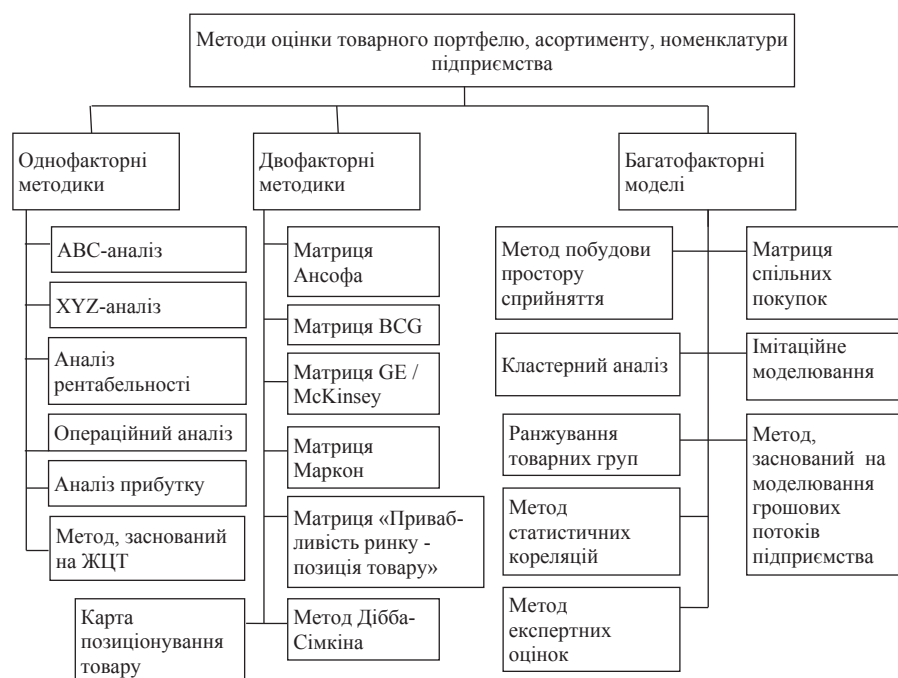 Методи оцінки товарного портфелю, асортименту, номенклатури
підприємства
Однофакторні
методики
АВС-аналіз
XYZ-аналіз
Аналіз
рентабельності
Операційний аналіз
Аналіз прибутку
Метод, заснований
на ЖЦТ
Двофакторні
методики
Матриця
Ансофа
Матриця BCG
Матриця GE /
McKinsey
Матриця
Маркон
Матриця «Приваб-
ливість ринку -
позиція товару»
Метод Дібба-
Сімкіна
Карта
позиціонування
товару
Багатофакторні
моделі
Метод побудови
простору
сприйняття
Кластерний аналіз
Ранжування
товарних груп
Метод
статистичних
кореляцій
Метод
експертних
оцінок
Матриця
спільних
покупок
Імітаційне
моделювання
Метод,
заснований на
моделювання
грошових
потоків
підприємства